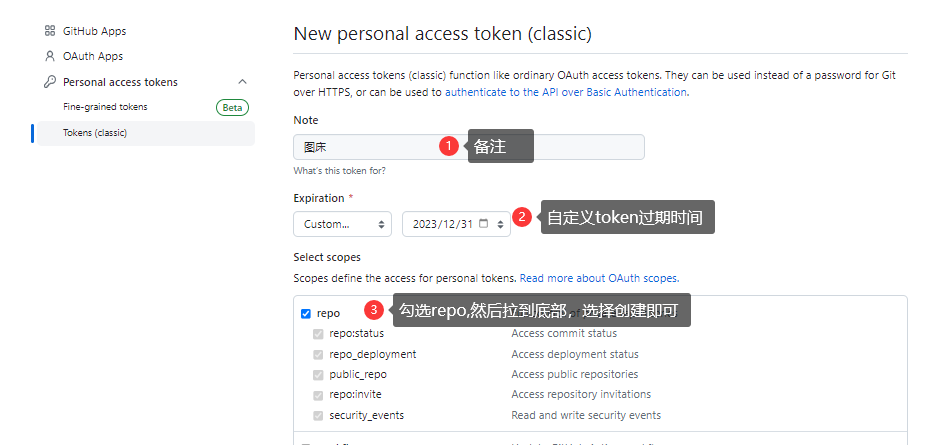 GitHub Apps
OAuth Apps
Personal access tokens
Fine-grained tokens Beta
Tokens (classic)
New personal access token (classic)
Personal access tokens (classic) function like ordinary OAuth access tokens. They can be used instead of a password for Git
over HTTPS, or can be used to authenticate to the API over Basic Authentication.
Note
图床 1 备注
What's this token for?
Expiration *
Custom... 2023/12/31 2 自定义token过期时间
Select scopes
Scopes define the access for personal tokens. Read more about OAuth scopes.
repo 3 勾选repo,然后拉到底部，选择创建即可
repo:status Access commit status
repo_deployment Access deployment status
public_repo Access public repositories
repo:invite Access repository invitations
security_events Read and write security events